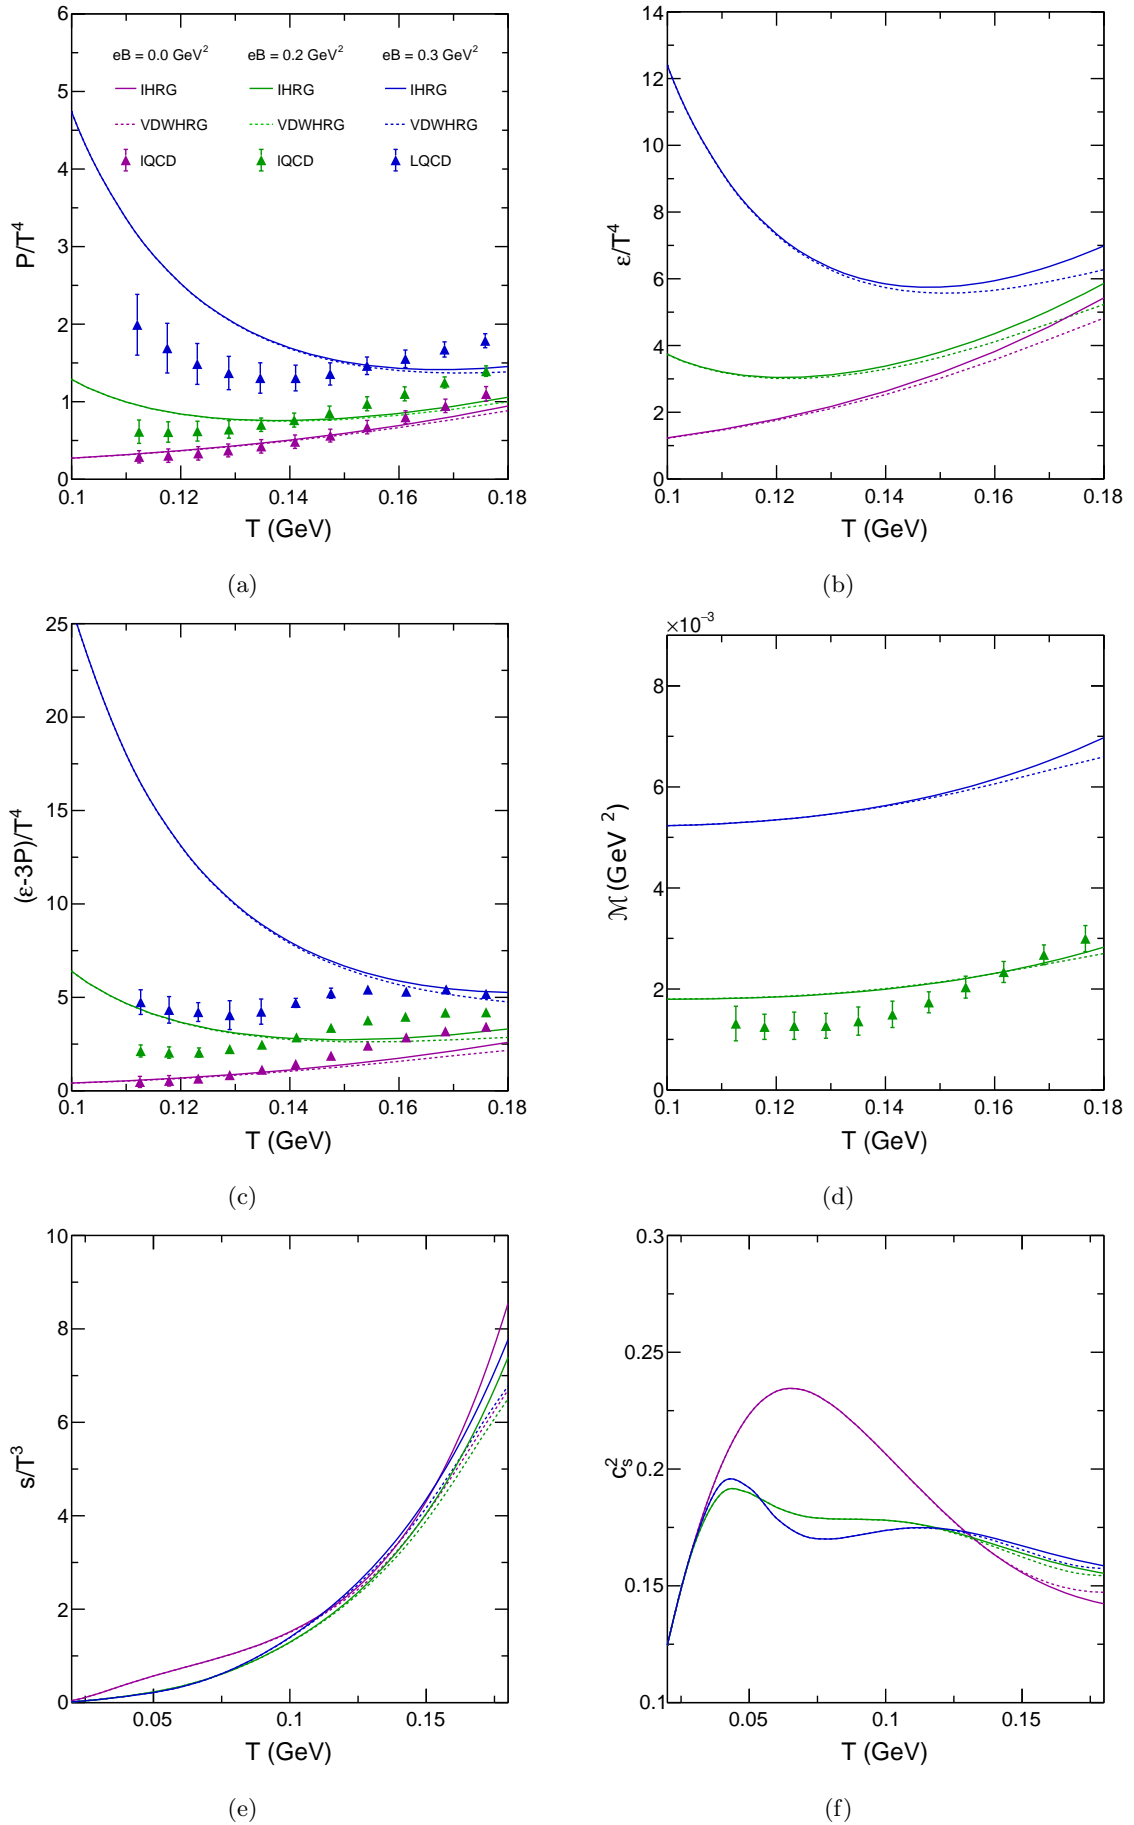 6
5
4
3
2
1
0
P/T⁴
eB = 0.0 GeV² eB = 0.2 GeV² eB = 0.3 GeV²
IHRG IHRG IHRG
VDWHRG VDWHRG VDWHRG
lQCD lQCD LQCD
0.1 0.12 0.14 0.16 0.18
T (GeV)
(a)
14
12
10
8
6
4
2
0
ε/T⁴
0.1 0.12 0.14 0.16 0.18
T (GeV)
(b)
25
20
15
10
5
0
(ε-3P)/T⁴
0.1 0.12 0.14 0.16 0.18
T (GeV)
(c)
×10⁻³
8
6
4
2
0
ℳ (GeV²)
0.1 0.12 0.14 0.16 0.18
T (GeV)
(d)
10
8
6
4
2
0
s/T³
0.05 0.1 0.15
T (GeV)
(e)
0.3
0.25
0.2
0.15
0.1
cₛ²
0.05 0.1 0.15
T (GeV)
(f)